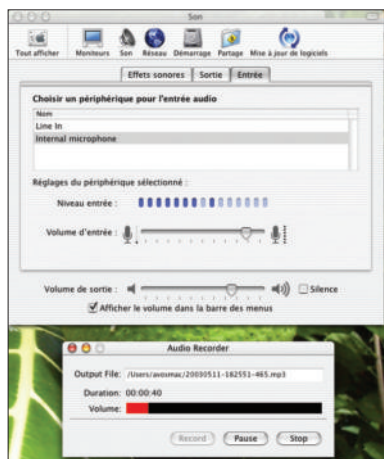 Son
Tout afficher Moniteurs Son Réseau Démarrage Partage Mise à jour de logiciels
Effets sonores Sortie Entrée
Choisir un périphérique pour l'entrée audio
Nom
Line In
Internal microphone
Réglages du périphérique sélectionné :
Niveau entrée :
Volume d'entrée :
Volume de sortie : Silence
Afficher le volume dans la barre des menus
Audio Recorder
Output File: /Users/avosmac/20030511-162551-465.mp3
Duration: 00:00:40
Volume:
Record Pause Stop